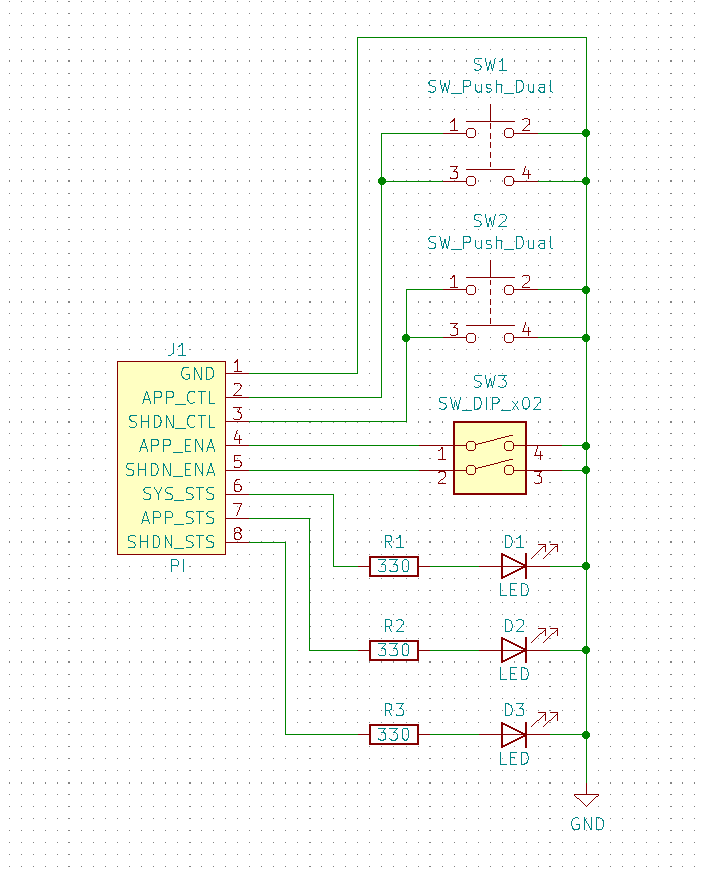 SW1
SW_Push_Dual
1 2
3 4
SW2
SW_Push_Dual
1 2
3 4
J1
GND 1
APP_CTL 2
SHDN_CTL 3
APP_ENA 4
SHDN_ENA 5
SYS_STS 6
APP_STS 7
SHDN_STS 8
PI
SW3
SW_DIP_x02
1 4
2 3
R1
330
D1
LED
R2
330
D2
LED
R3
330
D3
LED
GND